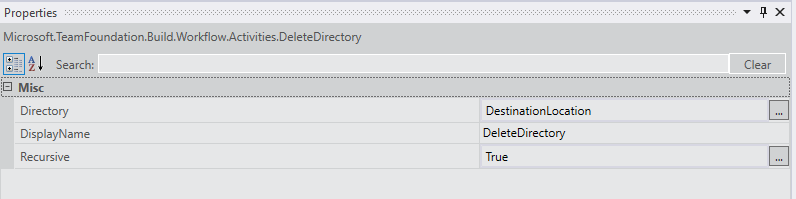 Properties
Microsoft.TeamFoundation.Build.Workflow.Activities.DeleteDirectory
A Z Search: Clear
Misc
Directory DestinationLocation ...
DisplayName DeleteDirectory
Recursive True ...